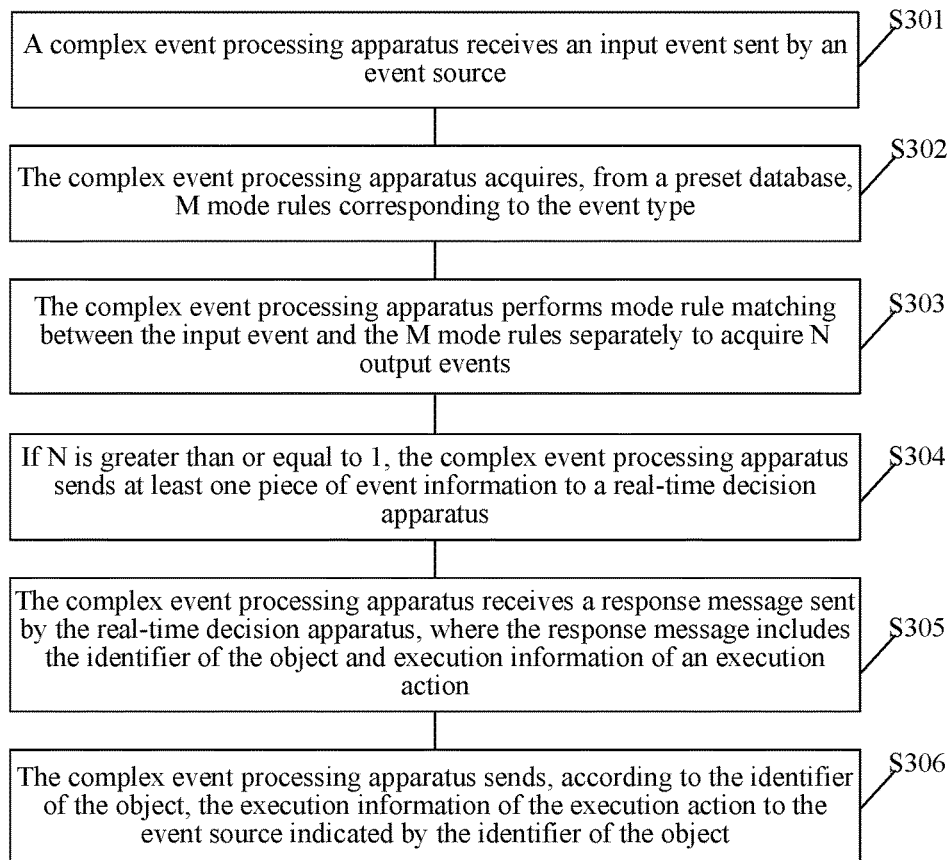 S301
A complex event processing apparatus receives an input event sent by an
event source
S302
The complex event processing apparatus acquires, from a preset database,
M mode rules corresponding to the event type
S303
The complex event processing apparatus performs mode rule matching
between the input event and the M mode rules separately to acquire N
output events
S304
If N is greater than or equal to 1, the complex event processing apparatus
sends at least one piece of event information to a real-time decision
apparatus
S305
The complex event processing apparatus receives a response message sent
by the real-time decision apparatus, where the response message includes
the identifier of the object and execution information of an execution
action
S306
The complex event processing apparatus sends, according to the identifier
of the object, the execution information of the execution action to the
event source indicated by the identifier of the object